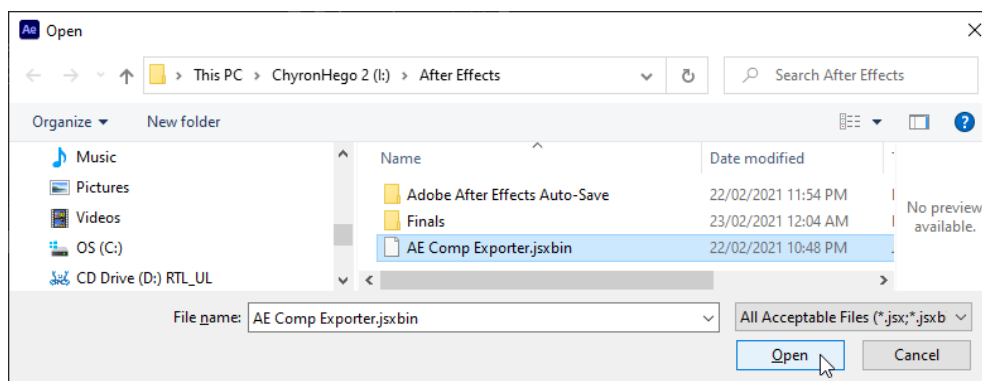 Ae Open
This PC > ChyronHego 2 (I:) > After Effects
Search After Effects
Organize
New folder
Music
Pictures
Videos
OS (C:)
CD Drive (D:) RTL_UL
Name
Date modified
Adobe After Effects Auto-Save
22/02/2021 11:54 PM
Finals
23/02/2021 12:04 AM
AE Comp Exporter.jsxbin
22/02/2021 10:48 PM
No preview
available.
File name:
AE Comp Exporter.jsxbin
All Acceptable Files (*.jsx;*.jsxb
Open
Cancel